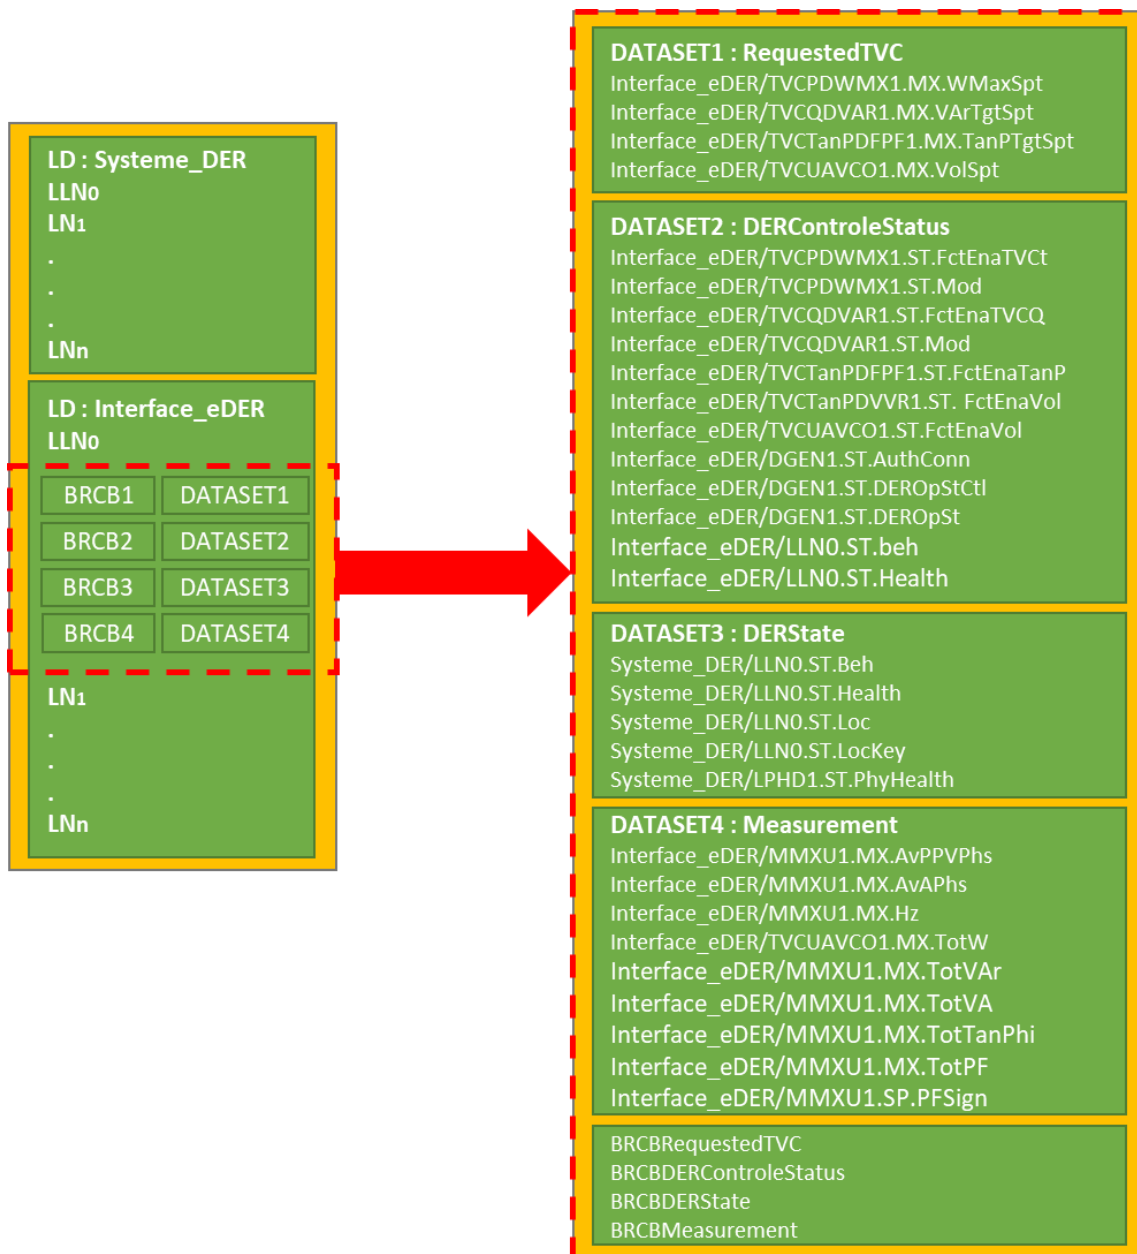 LD : Systeme_DER
LLN0
LN1
.
.
.
LNn
LD : Interface_eDER
LLN0
BRCB1 DATASET1
BRCB2 DATASET2
BRCB3 DATASET3
BRCB4 DATASET4
LN1
.
.
.
LNn
DATASET1 : RequestedTVC
Interface_eDER/TVCPDWMX1.MX.WMaxSpt
Interface_eDER/TVCQDVAR1.MX.VArTgtSpt
Interface_eDER/TVCTanPDFPF1.MX.TanPTgtSpt
Interface_eDER/TVCUAVCO1.MX.VolSpt
DATASET2 : DERControleStatus
Interface_eDER/TVCPDWMX1.ST.FctEnaTVCt
Interface_eDER/TVCPDWMX1.ST.Mod
Interface_eDER/TVCQDVAR1.ST.FctEnaTVCQ
Interface_eDER/TVCQDVAR1.ST.Mod
Interface_eDER/TVCTanPDFPF1.ST.FctEnaTanP
Interface_eDER/TVCTanPDVVR1.ST. FctEnaVol
Interface_eDER/TVCUAVCO1.ST.FctEnaVol
Interface_eDER/DGEN1.ST.AuthConn
Interface_eDER/DGEN1.ST.DEROpStCtl
Interface_eDER/DGEN1.ST.DEROpSt
Interface_eDER/LLN0.ST.beh
Interface_eDER/LLN0.ST.Health
DATASET3 : DERState
Systeme_DER/LLN0.ST.Beh
Systeme_DER/LLN0.ST.Health
Systeme_DER/LLN0.ST.Loc
Systeme_DER/LLN0.ST.LocKey
Systeme_DER/LPHD1.ST.PhyHealth
DATASET4 : Measurement
Interface_eDER/MMXU1.MX.AvPPVPhs
Interface_eDER/MMXU1.MX.AvAPhs
Interface_eDER/MMXU1.MX.Hz
Interface_eDER/TVCUAVCO1.MX.TotW
Interface_eDER/MMXU1.MX.TotVAr
Interface_eDER/MMXU1.MX.TotVA
Interface_eDER/MMXU1.MX.TotTanPhi
Interface_eDER/MMXU1.MX.TotPF
Interface_eDER/MMXU1.SP.PFSign
BRCBRequestedTVC
BRCBDERControleStatus
BRCBDERState
BRCBMeasurement